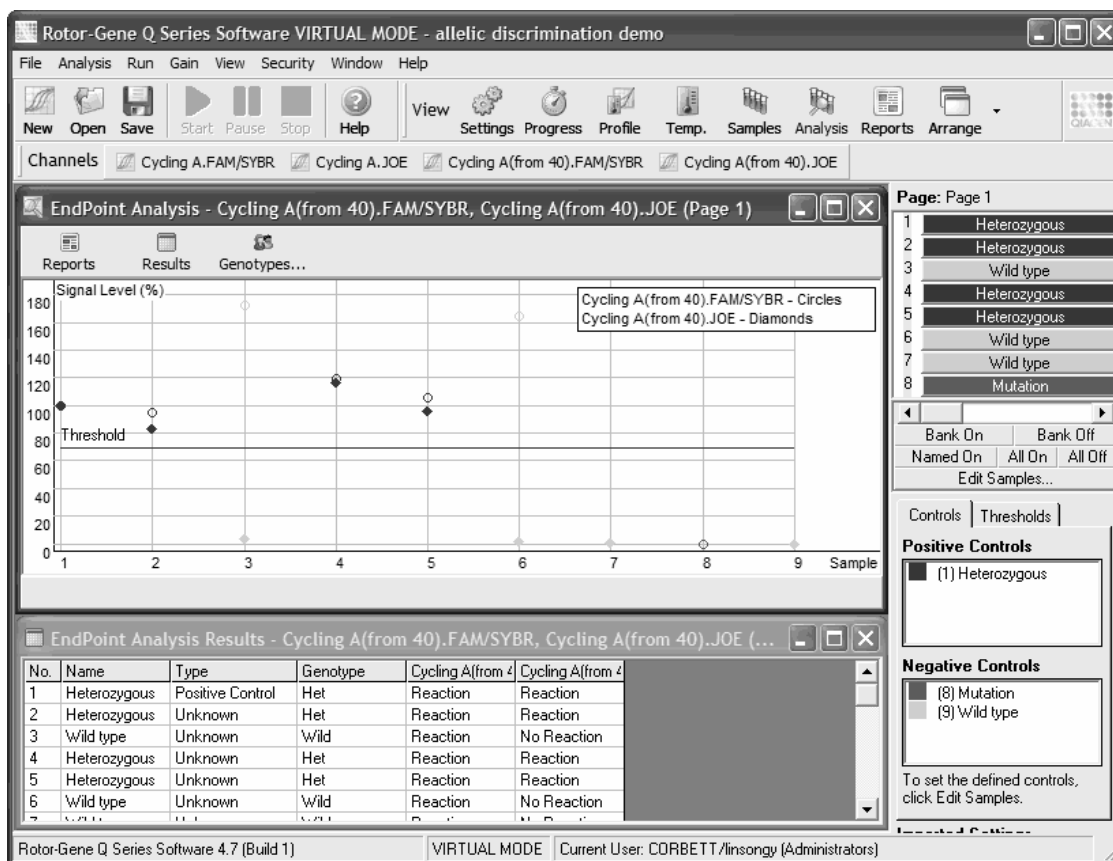 Rotor-Gene Q Series Software VIRTUAL MODE - allelic discrimination demo
File Analysis Run Gain View Security Window Help
New Open Save Start Pause Stop Help View Settings Progress Profile Temp. Samples Analysis Reports Arrange QIAGEN
Channels Cycling A.FAM/SYBR Cycling A.JOE Cycling A(from 40).FAM/SYBR Cycling A(from 40).JOE
EndPoint Analysis - Cycling A(from 40).FAM/SYBR, Cycling A(from 40).JOE (Page 1)
Reports Results Genotypes...
Signal Level (%)
Cycling A(from 40).FAM/SYBR - Circles
Cycling A(from 40).JOE - Diamonds
180
160
140
120
100
80
60
40
20
0
Threshold
1 2 3 4 5 6 7 8 9 Sample
Page: Page 1
1 Heterozygous
2 Heterozygous
3 Wild type
4 Heterozygous
5 Heterozygous
6 Wild type
7 Wild type
8 Mutation
Bank On Bank Off
Named On All On All Off
Edit Samples...
Controls Thresholds
Positive Controls
(1) Heterozygous
Negative Controls
(8) Mutation
(9) Wild type
To set the defined controls,
click Edit Samples.
Imported Settings
EndPoint Analysis Results - Cycling A(from 40).FAM/SYBR, Cycling A(from 40).JOE (...
No. Name Type Genotype Cycling A(from 4 Cycling A(from 4
1 Heterozygous Positive Control Het Reaction Reaction
2 Heterozygous Unknown Het Reaction Reaction
3 Wild type Unknown Wild Reaction No Reaction
4 Heterozygous Unknown Het Reaction Reaction
5 Heterozygous Unknown Het Reaction Reaction
6 Wild type Unknown Wild Reaction No Reaction
Rotor-Gene Q Series Software 4.7 (Build 1) VIRTUAL MODE Current User: CORBETT/linsongy (Administrators)